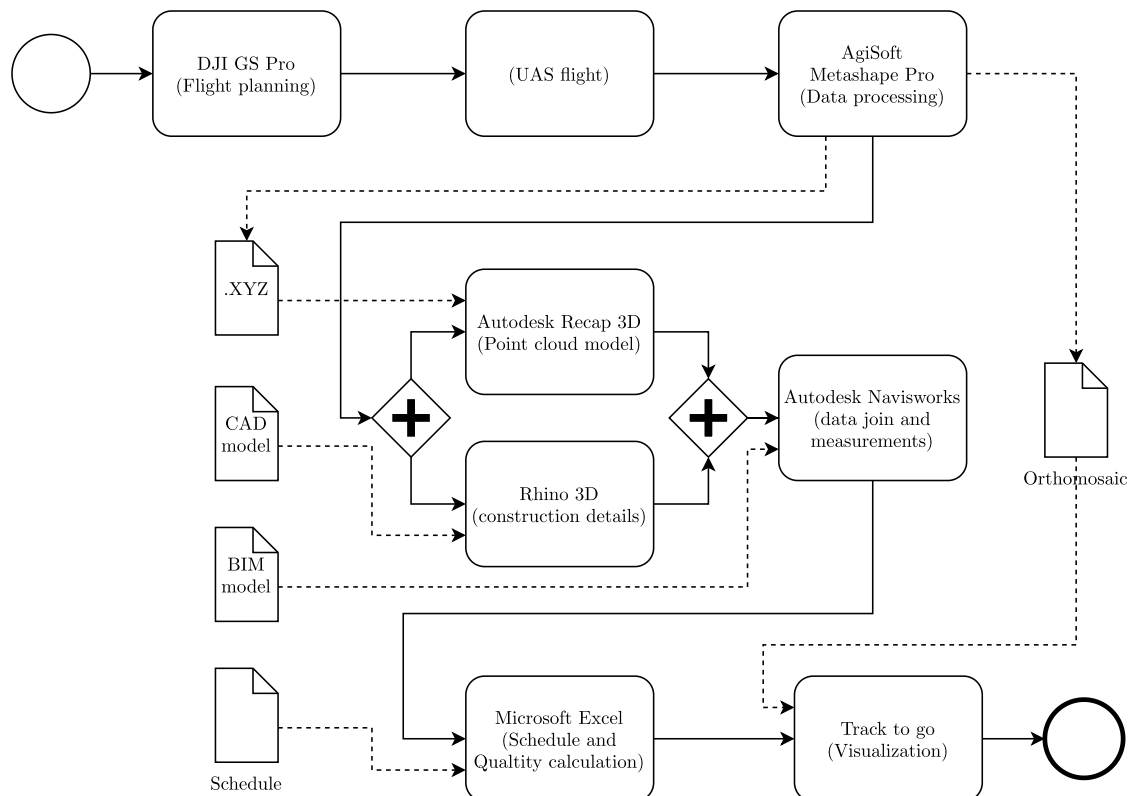 DJI GS Pro
(Flight planning)
(UAS flight)
AgiSoft
Metashape Pro
(Data processing)
.XYZ
Autodesk Recap 3D
(Point cloud model)
CAD
model
Autodesk Navisworks
(data join and
measurements)
Orthomosaic
Rhino 3D
(construction details)
BIM
model
Schedule
Microsoft Excel
(Schedule and
Qualtity calculation)
Track to go
(Visualization)